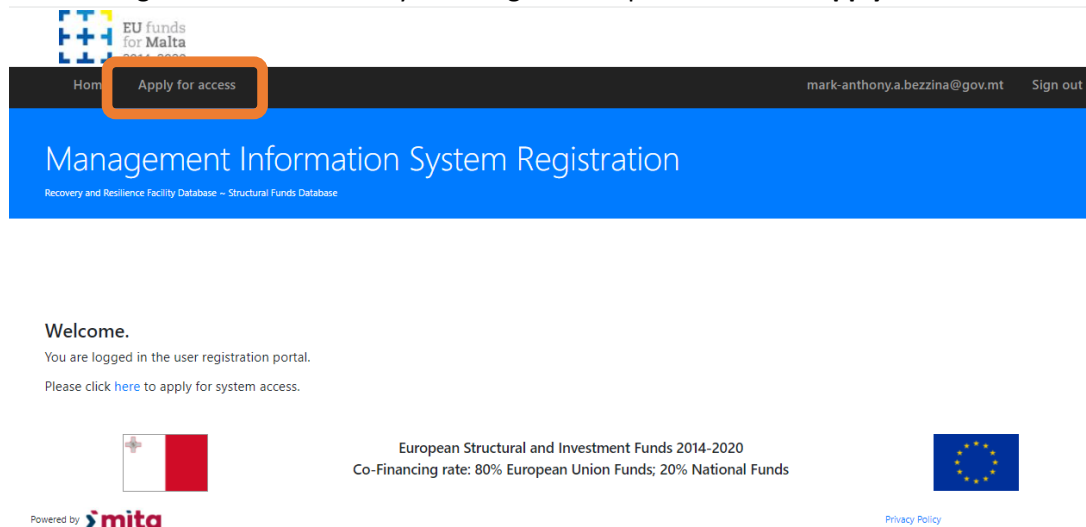 EU funds
for Malta
2014-2020
Home Apply for access mark-anthony.a.bezzina@gov.mt Sign out
Management Information System Registration
Recovery and Resilience Facility Database ~ Structural Funds Database
Welcome.
You are logged in the user registration portal.
Please click here to apply for system access.
European Structural and Investment Funds 2014-2020
Co-Financing rate: 80% European Union Funds; 20% National Funds
Powered by mita
Privacy Policy